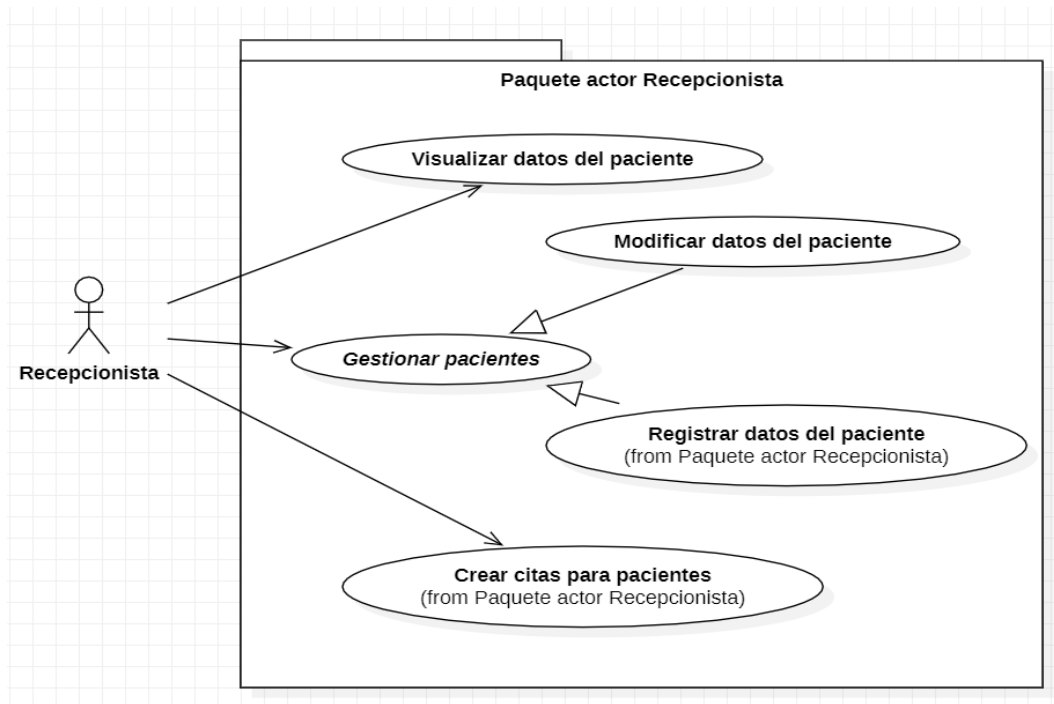 Paquete actor Recepcionista
Visualizar datos del paciente
Modificar datos del paciente
Gestionar pacientes
Recepcionista
Registrar datos del paciente
(from Paquete actor Recepcionista)
Crear citas para pacientes
(from Paquete actor Recepcionista)